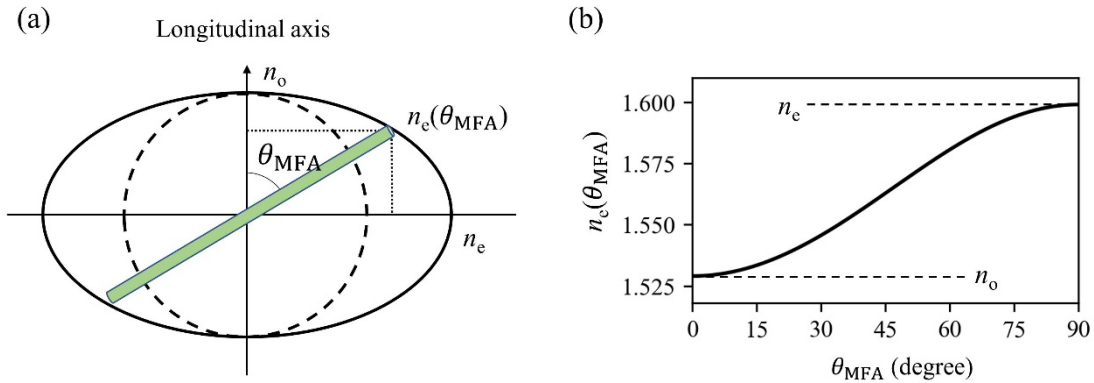 (a)
Longitudinal axis
n_o
n_e(θ_MFA)
θ_MFA
n_e
(b)
n_e(θ_MFA)
1.600
1.575
1.550
1.525
n_e
n_o
0 15 30 45 60 75 90
θ_MFA (degree)